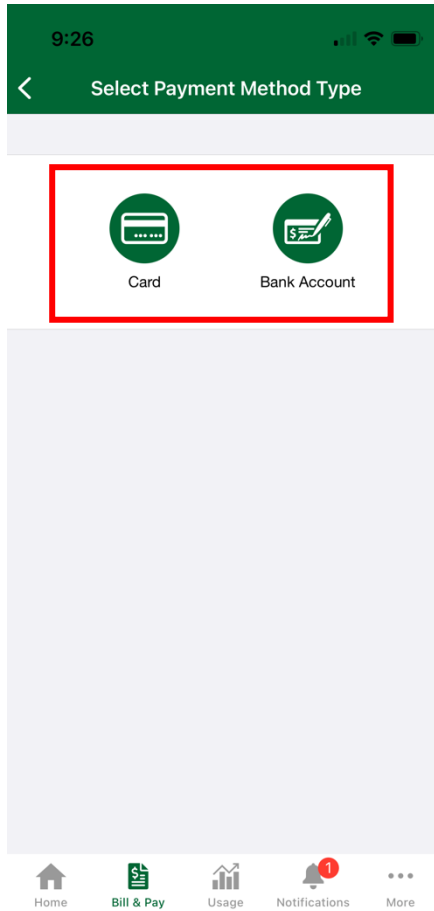 9:26
Select Payment Method Type
Card
Bank Account
1
Home
Bill & Pay
Usage
Notifications
More